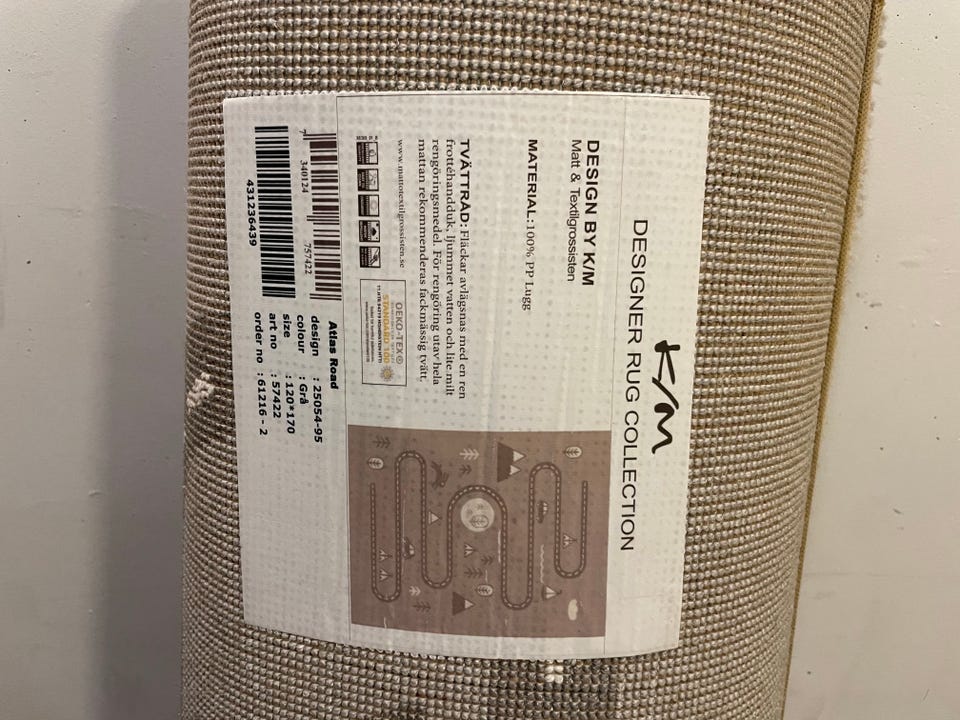 K/M
DESIGNER RUG COLLECTION
DESIGN BY K/M
Matt & Textilgrossisten
MATERIAL:100% PP Lugg
TVÄTTRÅD: Fläckar avlägsnas med en ren
frottéhandduk, ljummet vatten och lite milt
rengöringsmedel. För rengöring utav hela
mattan rekommenderas fackmässig tvätt.
www.mattotextilgrossisten.se
OEKO-TEX®
STANDARD 100
7 340124 757422
431236439
Atlas Road
design : 25054-95
colour : Grå
size : 120*170
art no : 57422
order no : 61216 - 2